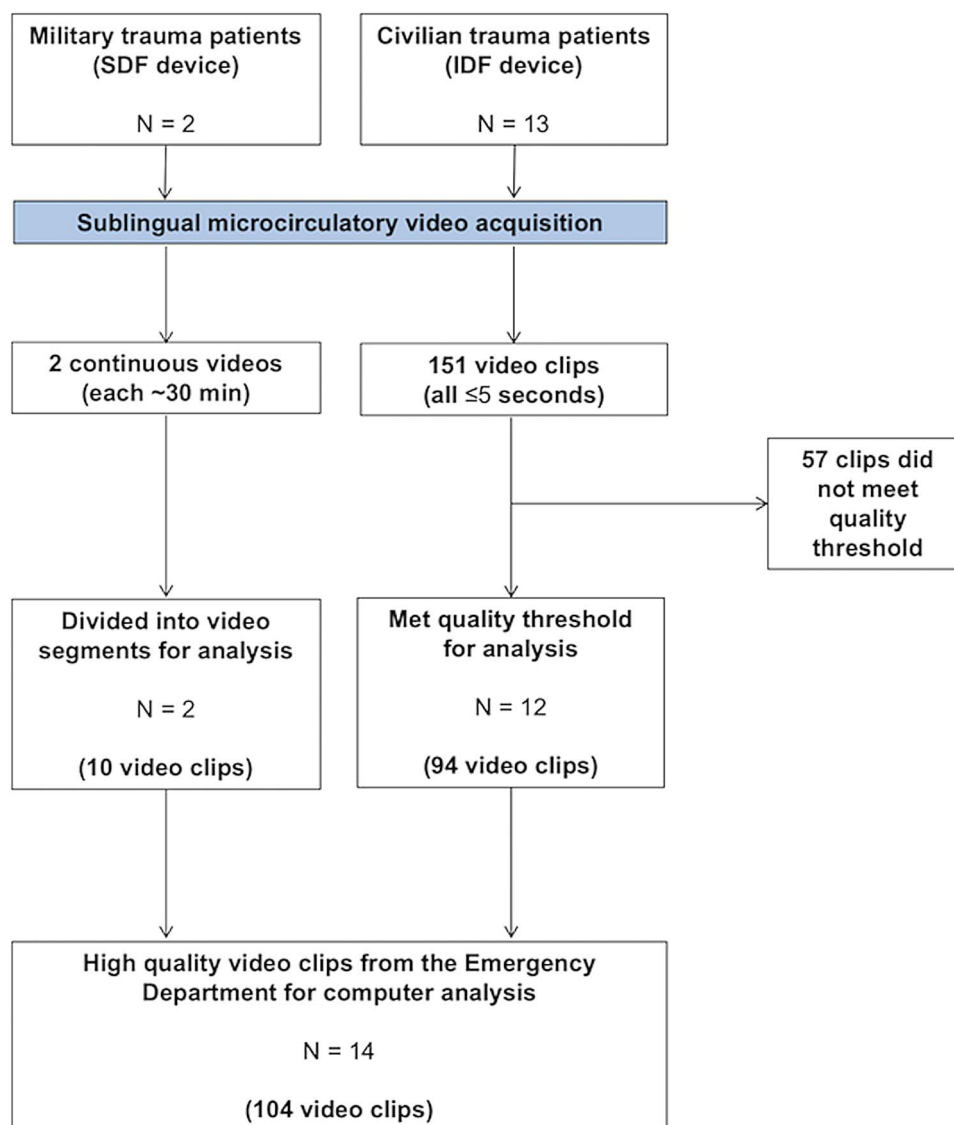 Military trauma patients
(SDF device)
N = 2
Civilian trauma patients
(IDF device)
N = 13
Sublingual microcirculatory video acquisition
2 continuous videos
(each ~30 min)
151 video clips
(all ≤5 seconds)
57 clips did
not meet
quality
threshold
Divided into video
segments for analysis
N = 2
(10 video clips)
Met quality threshold
for analysis
N = 12
(94 video clips)
High quality video clips from the Emergency
Department for computer analysis
N = 14
(104 video clips)